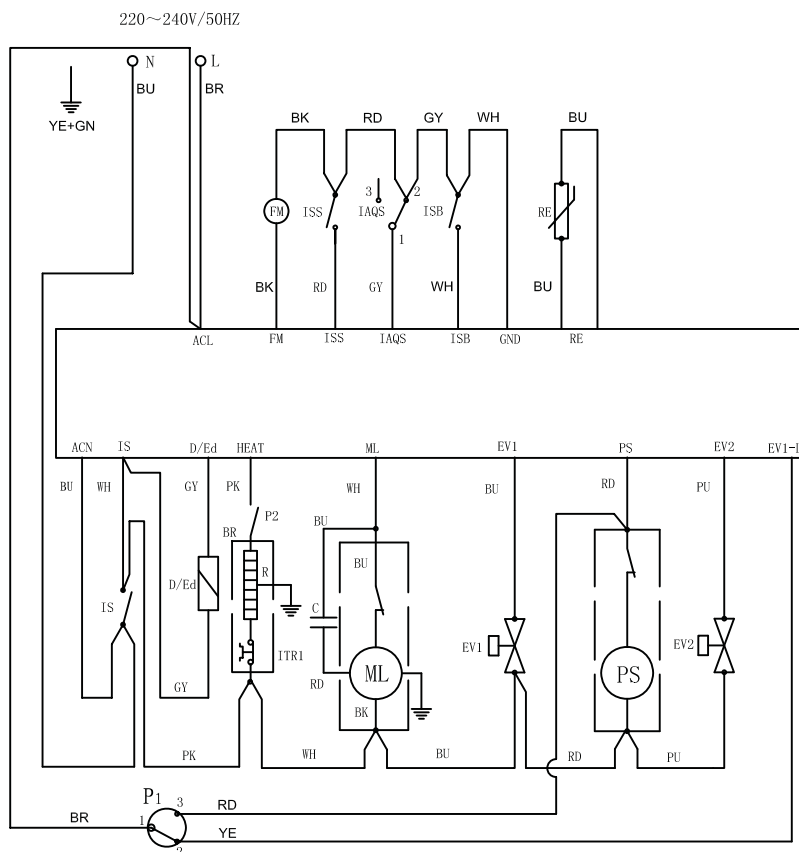 220～240V/50HZ
N L
BU BR
YE+GN
BK RD GY WH BU
3 2
FM ISS IAQS ISB RE
1
BK RD GY WH BU
ACL FM ISS IAQS ISB GND RE
ACN IS D/Ed HEAT ML EV1 PS EV2 EV1-L
BU WH GY PK WH BU RD PU
P2
BU
BR
BU
R
D/Ed
IS C
EV1 EV2
ITR1
ML PS
GY RD
BK
PK WH BU RD PU
P1
3 RD
BR 1
YE
2